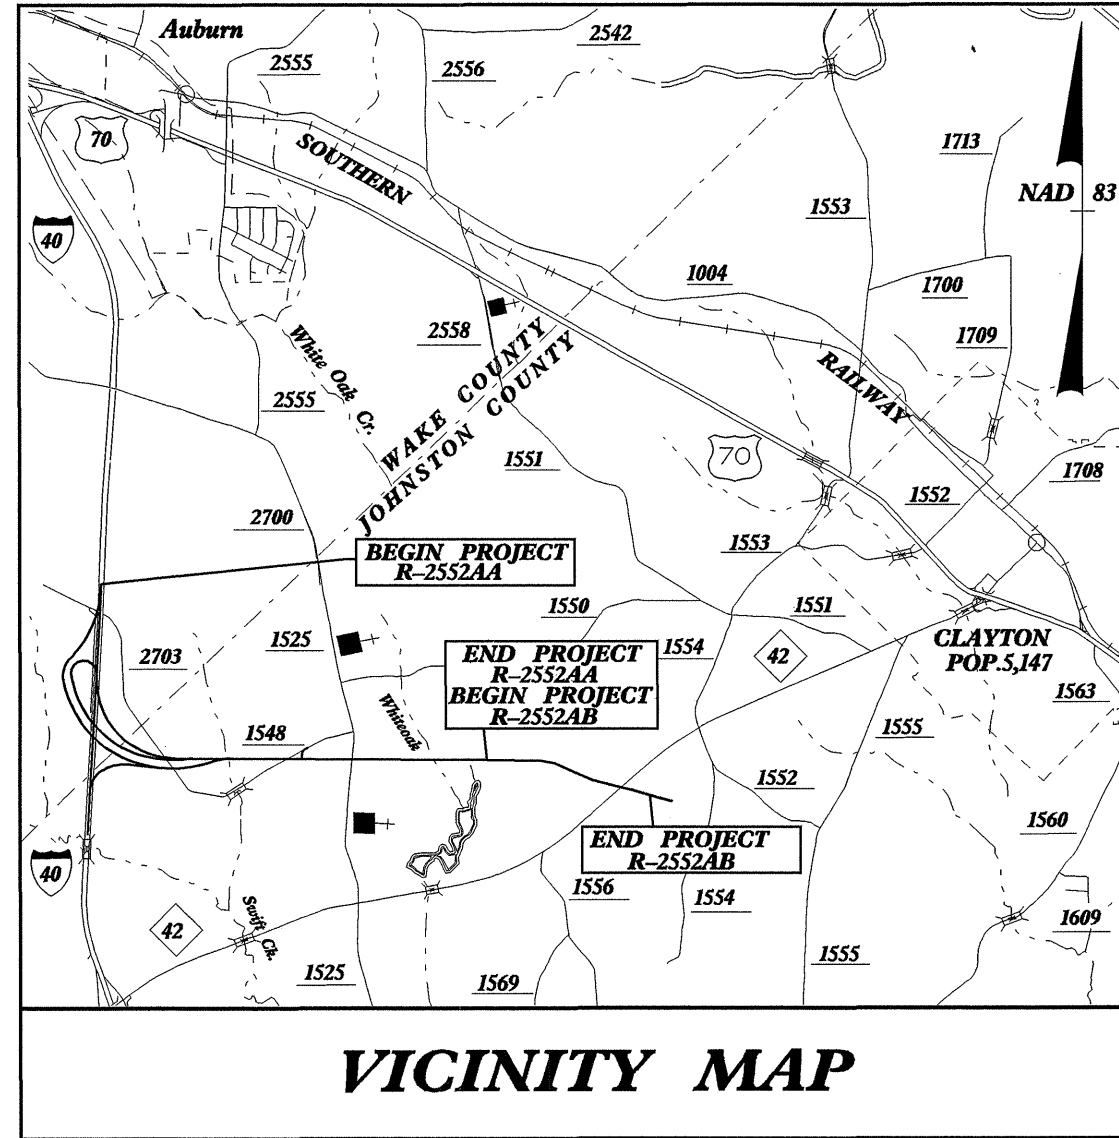 Auburn
2542
2555
2556
70
1713
SOUTHERN
NAD 83
1553
40
1004
1700
2558
1709
White Oak Cr.
WAKE COUNTY
JOHNSTON COUNTY
RAILWAY
2555
1551
70
1708
1552
2700
1553
BEGIN PROJECT
R-2552AA
1550
1551
1525
2703
END PROJECT
R-2552AA
BEGIN PROJECT
R-2552AB
1554
42
CLAYTON
POP.5,147
1563
Whiteoak
1548
1555
1552
1560
END PROJECT
R-2552AB
40
1556
1554
1609
Swift Ck.
42
1525
1569
1555
VICINITY MAP